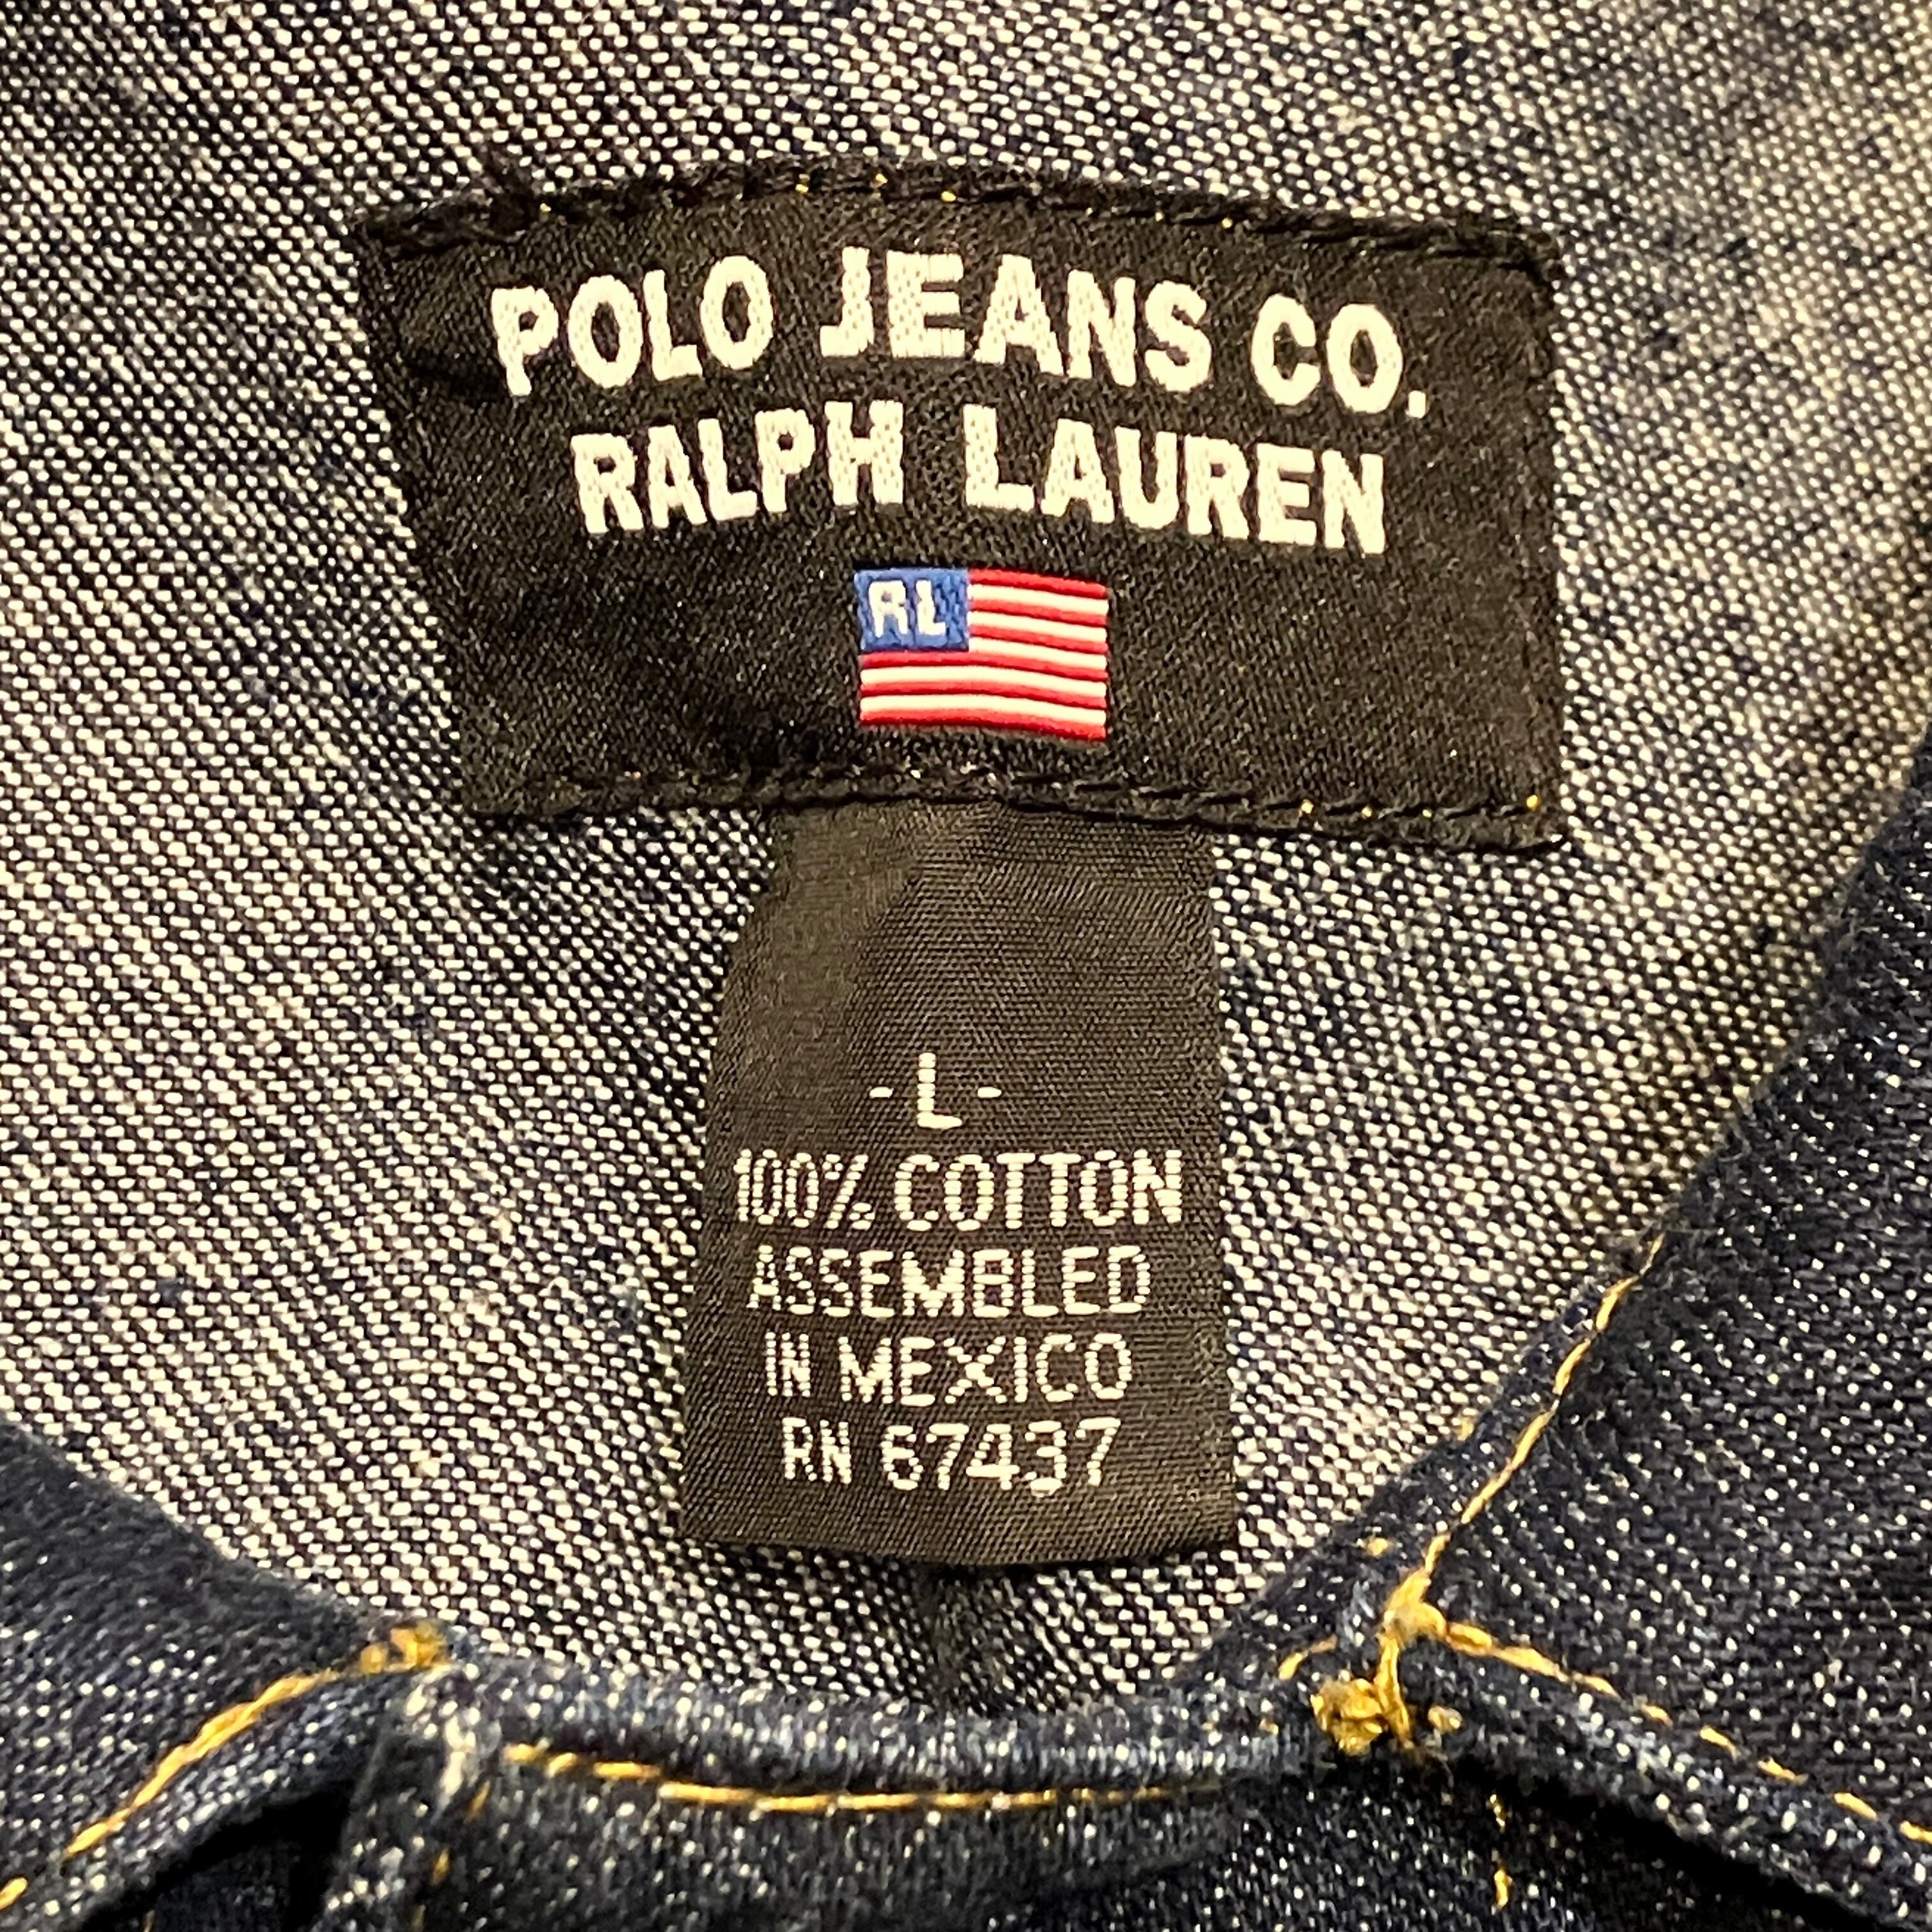 POLO JEANS CO.
RALPH LAUREN
RL
-L-
100% COTTON
ASSEMBLED
IN MEXICO
RN 67437